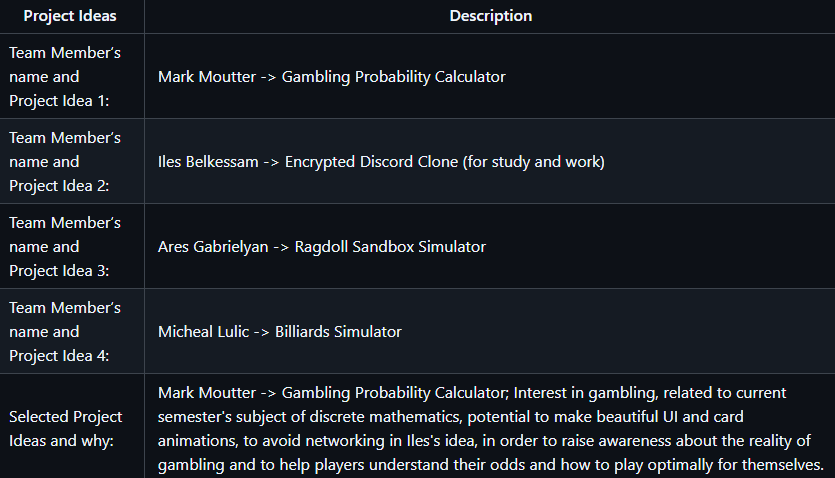 Project Ideas
Description
Team Member's
name and
Project Idea 1:
Mark Moutter -> Gambling Probability Calculator
Team Member's
name and
Project Idea 2:
Iles Belkessam -> Encrypted Discord Clone (for study and work)
Team Member's
name and
Project Idea 3:
Ares Gabrielyan -> Ragdoll Sandbox Simulator
Team Member's
name and
Project Idea 4:
Micheal Lulic -> Billiards Simulator
Selected Project
Ideas and why:
Mark Moutter -> Gambling Probability Calculator; Interest in gambling, related to current
semester's subject of discrete mathematics, potential to make beautiful UI and card
animations, to avoid networking in Iles's idea, in order to raise awareness about the reality of
gambling and to help players understand their odds and how to play optimally for themselves.